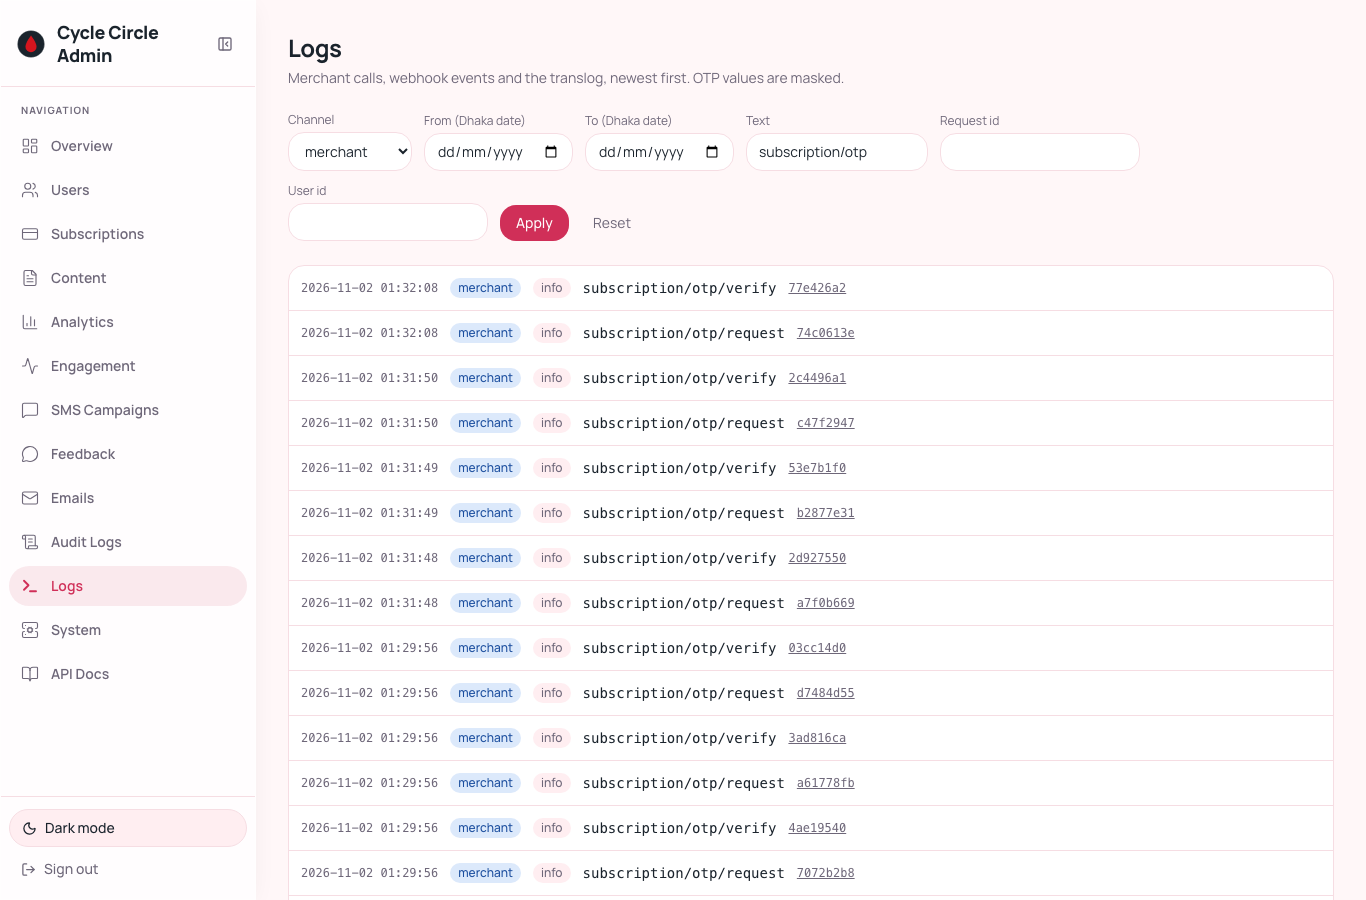 Cycle Circle
Admin
NAVIGATION
Overview
Users
Subscriptions
Content
Analytics
Engagement
SMS Campaigns
Feedback
Emails
Audit Logs
Logs
System
API Docs
Dark mode
Sign out
Logs
Merchant calls, webhook events and the translog, newest first. OTP values are masked.
Channel
merchant
From (Dhaka date)
dd/mm/yyyy
To (Dhaka date)
dd/mm/yyyy
Text
subscription/otp
Request id
User id
Apply
Reset
2026-11-02 01:32:08 merchant info subscription/otp/verify 77e426a2
2026-11-02 01:32:08 merchant info subscription/otp/request 74c0613e
2026-11-02 01:31:50 merchant info subscription/otp/verify 2c4496a1
2026-11-02 01:31:50 merchant info subscription/otp/request c47f2947
2026-11-02 01:31:49 merchant info subscription/otp/verify 53e7b1f0
2026-11-02 01:31:49 merchant info subscription/otp/request b2877e31
2026-11-02 01:31:48 merchant info subscription/otp/verify 2d927550
2026-11-02 01:31:48 merchant info subscription/otp/request a7f0b669
2026-11-02 01:29:56 merchant info subscription/otp/verify 03cc14d0
2026-11-02 01:29:56 merchant info subscription/otp/request d7484d55
2026-11-02 01:29:56 merchant info subscription/otp/verify 3ad816ca
2026-11-02 01:29:56 merchant info subscription/otp/request a61778fb
2026-11-02 01:29:56 merchant info subscription/otp/verify 4ae19540
2026-11-02 01:29:56 merchant info subscription/otp/request 7072b2b8